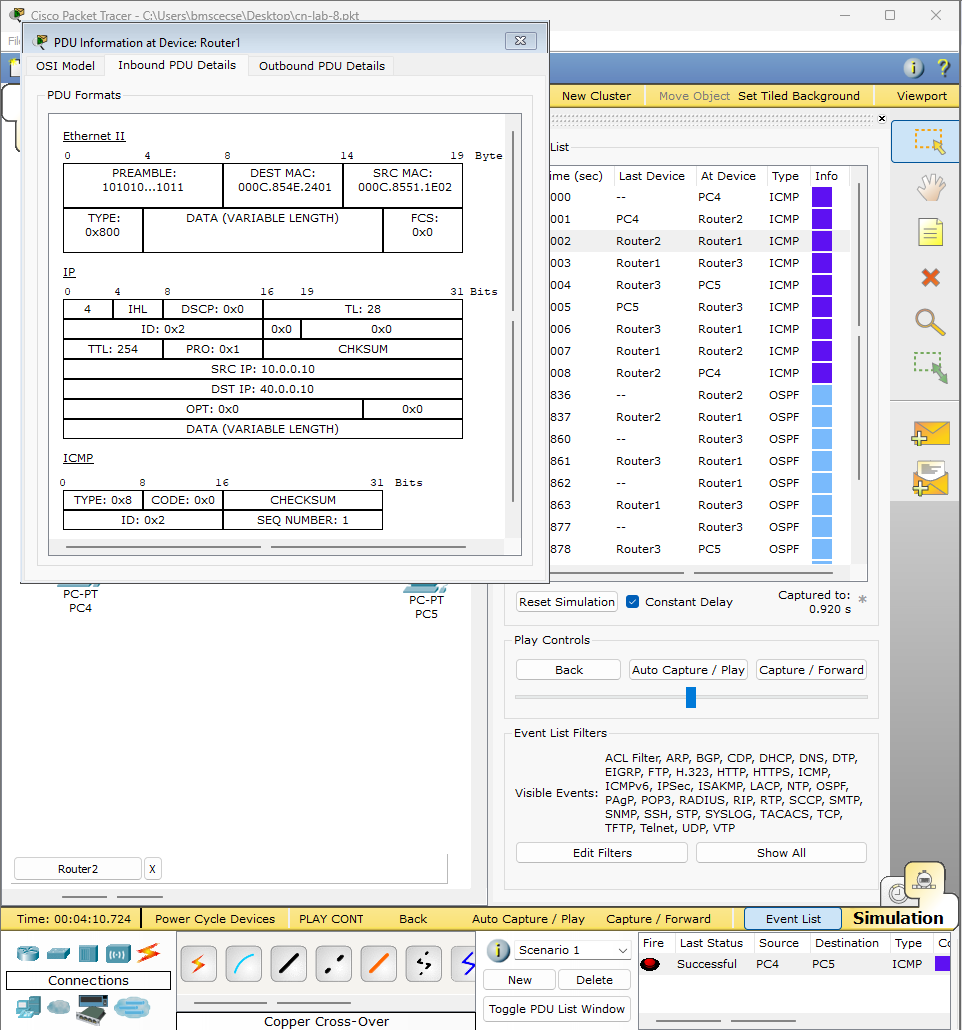 Cisco Packet Tracer - C:\Users\bmscecse\Desktop\cn-lab-8.pkt
PDU Information at Device: Router1
OSI Model Inbound PDU Details Outbound PDU Details
PDU Formats
Ethernet II
0 4 8 14 19 Byte
PREAMBLE: DEST MAC: SRC MAC:
101010...1011 000C.854E.2401 000C.8551.1E02
TYPE: DATA (VARIABLE LENGTH) FCS:
0x800 0x0
IP
0 4 8 16 19 31 Bits
4 IHL DSCP: 0x0 TL: 28
ID: 0x2 0x0 0x0
TTL: 254 PRO: 0x1 CHKSUM
SRC IP: 10.0.0.10
DST IP: 40.0.0.10
OPT: 0x0 0x0
DATA (VARIABLE LENGTH)
ICMP
0 8 16 31 Bits
TYPE: 0x8 CODE: 0x0 CHECKSUM
ID: 0x2 SEQ NUMBER: 1
New Cluster Move Object Set Tiled Background Viewport
List
ime (sec) Last Device At Device Type Info
000 -- PC4 ICMP
001 PC4 Router2 ICMP
002 Router2 Router1 ICMP
003 Router1 Router3 ICMP
004 Router3 PC5 ICMP
005 PC5 Router3 ICMP
006 Router3 Router1 ICMP
007 Router1 Router2 ICMP
008 Router2 PC4 ICMP
836 -- Router2 OSPF
837 Router2 Router1 OSPF
860 -- Router3 OSPF
861 Router3 Router1 OSPF
862 -- Router1 OSPF
863 Router1 Router3 OSPF
877 -- Router3 OSPF
878 Router3 PC5 OSPF
PC-PT
PC4
PC-PT
PC5
Reset Simulation Constant Delay Captured to: *
0.920 s
Play Controls
Back Auto Capture / Play Capture / Forward
Event List Filters
Visible Events:
ACL Filter, ARP, BGP, CDP, DHCP, DNS, DTP,
EIGRP, FTP, H.323, HTTP, HTTPS, ICMP,
ICMPv6, IPSec, ISAKMP, LACP, NTP, OSPF,
PAgP, POP3, RADIUS, RIP, RTP, SCCP, SMTP,
SNMP, SSH, STP, SYSLOG, TACACS, TCP,
TFTP, Telnet, UDP, VTP
Edit Filters Show All
Router2 X
Time: 00:04:10.724 Power Cycle Devices PLAY CONT Back Auto Capture / Play Capture / Forward Event List Simulation
Connections
Copper Cross-Over
Scenario 1
New Delete
Toggle PDU List Window
Fire Last Status Source Destination Type Co
Successful PC4 PC5 ICMP